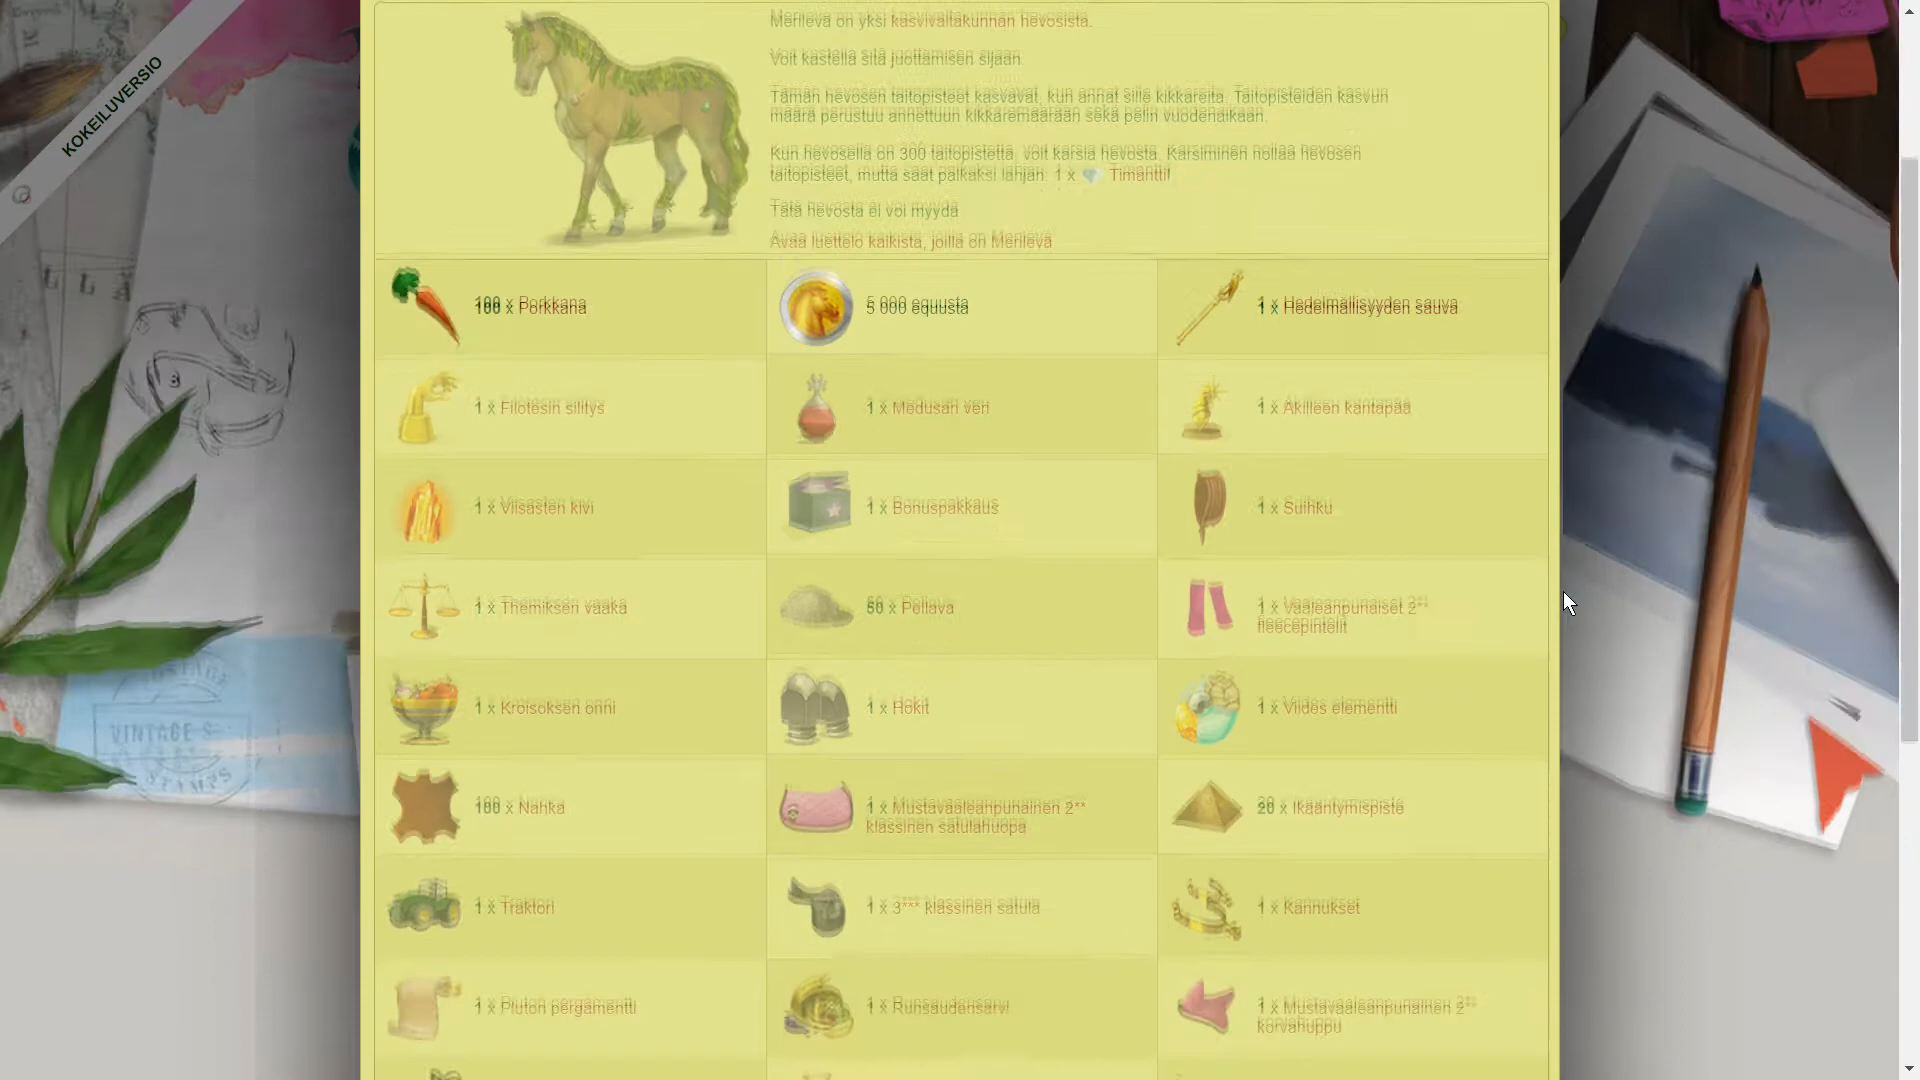 Merilevä on yksi kasvivaltakunnan hevosista.
Voit kastella sitä juottamisen sijaan.
Tämän hevosen taitopisteet kasvavat, kun annat sille kikkareita. Taitopisteiden kasvun
määrä perustuu annettuun kikkaremäärään sekä pelin vuodenaikaan.
Kun hevosella on 300 taitopistettä, voit karsia hevosta. Karsiminen nollaa hevosen
taitopisteet, mutta saat palkaksi lahjan: 1 x Timantti!
Tätä hevosta ei voi myydä
Avaa luettelo kaikista, joilla on Merilevä
KOKEILUVERSIO
100 x Porkkana
5 000 equusta
1 x Hedelmällisyyden sauva
1 x Filotesin silitys
1 x Medusan veri
1 x Akilleen kantapää
1 x Viisasten kivi
1 x Bonuspakkaus
1 x Suihku
1 x Themiksen vaaka
50 x Pellava
1 x Vaaleanpunaiset 2**
fleecepintelit
1 x Kroisoksen onni
1 x Hokit
1 x Viides elementti
100 x Nahka
1 x Mustavaaleanpunainen 2**
klassinen satulahuopa
20 x Ikääntymispiste
1 x Traktori
1 x 3*** klassinen satula
1 x Kannukset
1 x Pluton pergamentti
1 x Runsaudensarvi
1 x Mustavaaleanpunainen 2**
korvahuppu
VINTAGE S
STAMPS